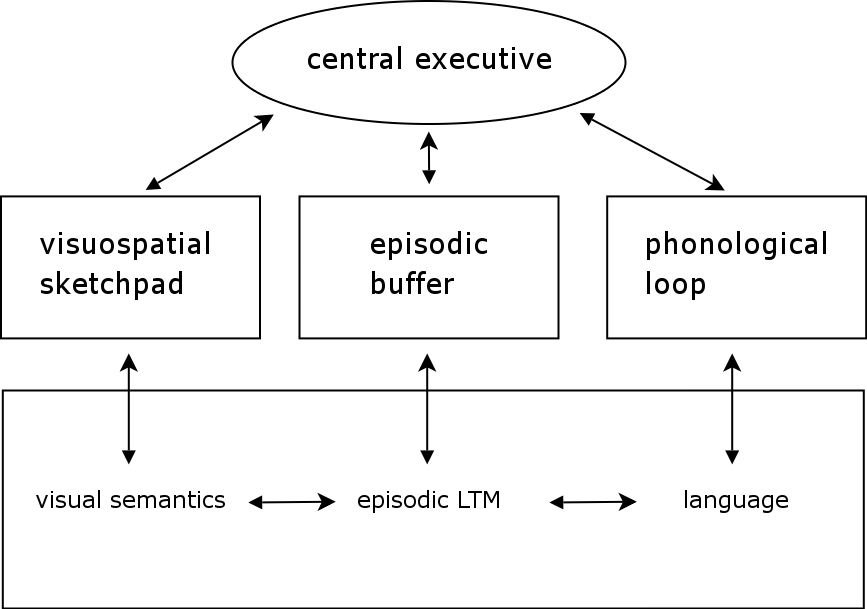 central executive
visuospatial
sketchpad
episodic
buffer
phonological
loop
visual semantics
episodic LTM
language